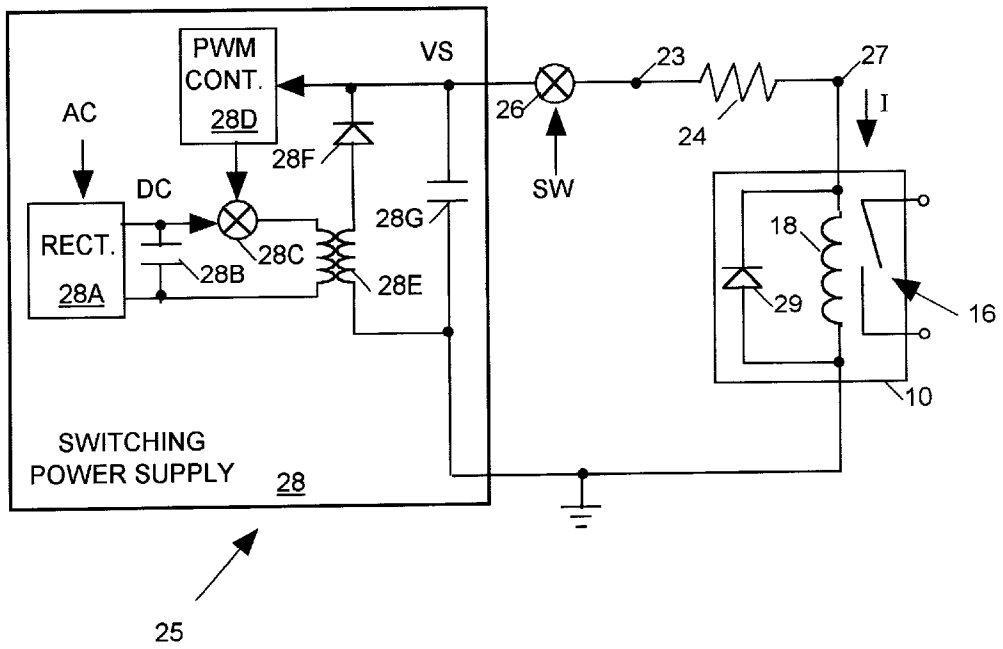 PWM
CONT.
28D
VS
23
27
AC
26
24
I
28F
DC
SW
RECT.
28A
28B
28C
28E
28G
18
29
16
10
SWITCHING
POWER SUPPLY
28
25